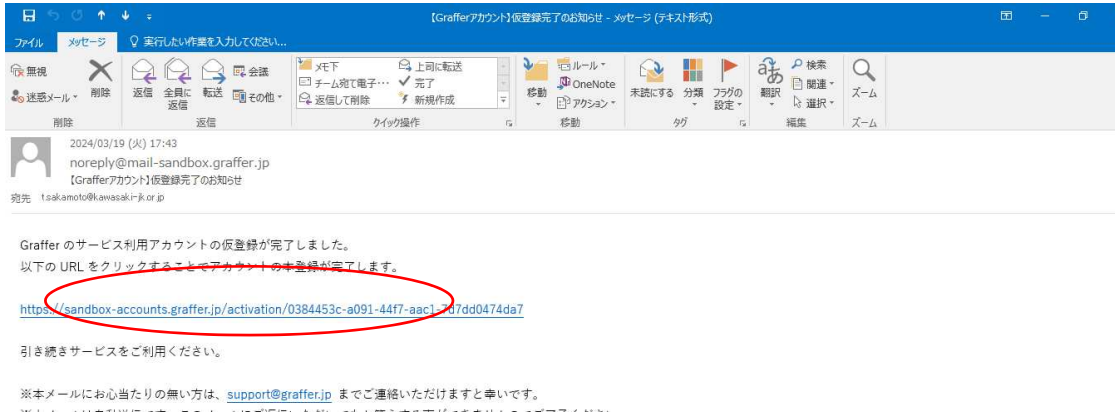 【Grafferアカウント】仮登録完了のお知らせ - メッセージ (テキスト形式)
ファイル メッセージ 実行したい作業を入力してください...
無視 迷惑メール 削除
返信 全員に返信 転送 会議 その他
メモ下 上司に転送
チーム宛て電子… 完了
返信して削除 新規作成
移動 ルール OneNote アクション
未読にする 分類 フラグの設定
翻訳 検索 関連 選択
ズーム
削除 返信 クイック操作 移動 タグ 編集 ズーム
2024/03/19 (火) 17:43
noreply@mail-sandbox.graffer.jp
【Grafferアカウント】仮登録完了のお知らせ
宛先 t.sakamoto@kawasaki-jk.or.jp
Graffer のサービス利用アカウントの仮登録が完了しました。
以下の URL をクリックすることでアカウントの本登録が完了します。
https://sandbox-accounts.graffer.jp/activation/0384453c-a091-44f7-aac1-7d7dd0474da7
引き続きサービスをご利用ください。
※本メールにお心当たりの無い方は、support@graffer.jp までご連絡いただけますと幸いです。